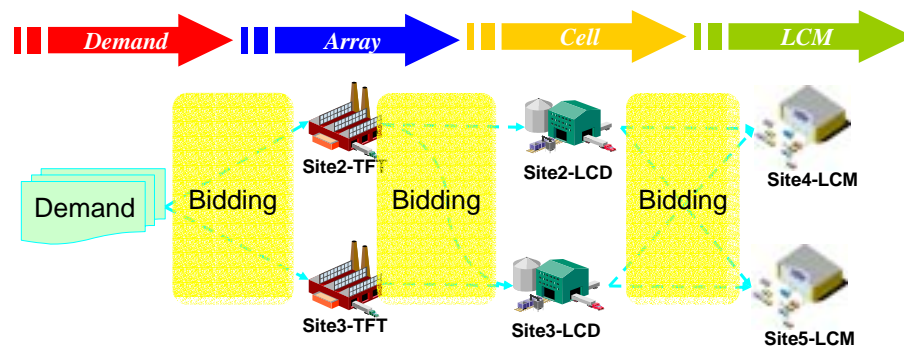 Demand
Array
Cell
LCM
Site2-TF
Site2-LCD
Site4-LCM
Demand
Bidding
Bidding
Bidding
Site3-TFT
Site3-LCD
Site5-LCM